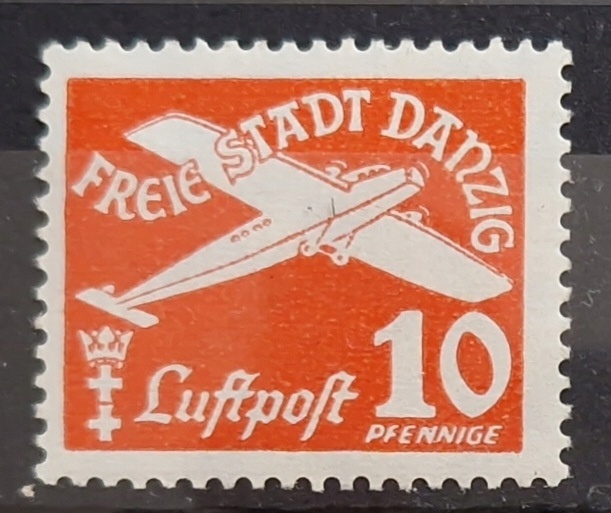 FREIE STADT DANZIG
Luftpost
10
PFENNIGE